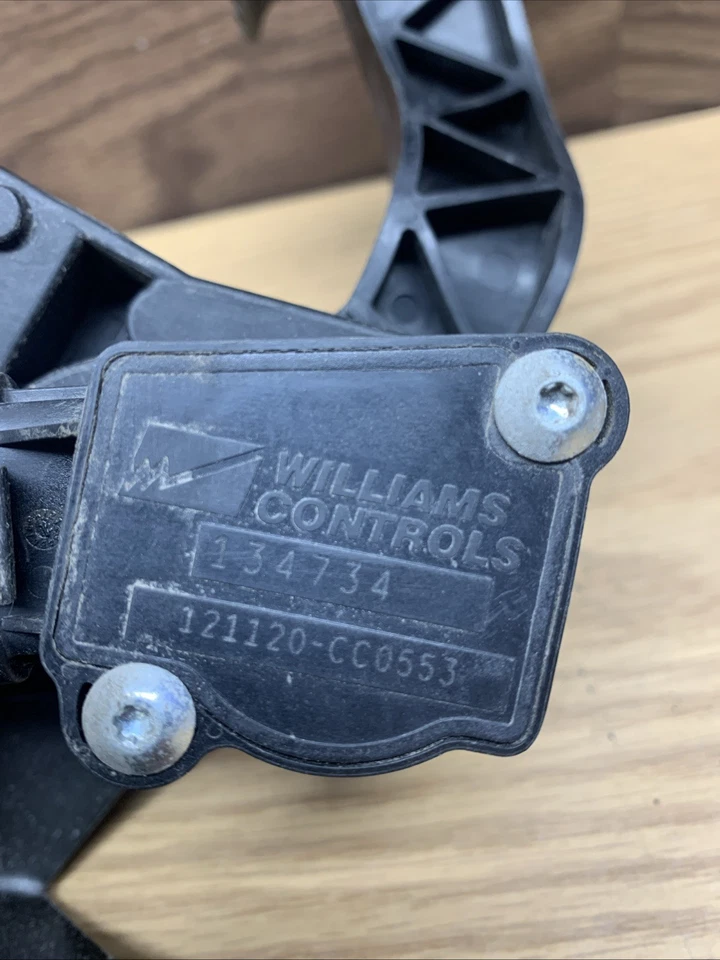 WILLIAMS
CONTROLS
134734
121120-CC0553